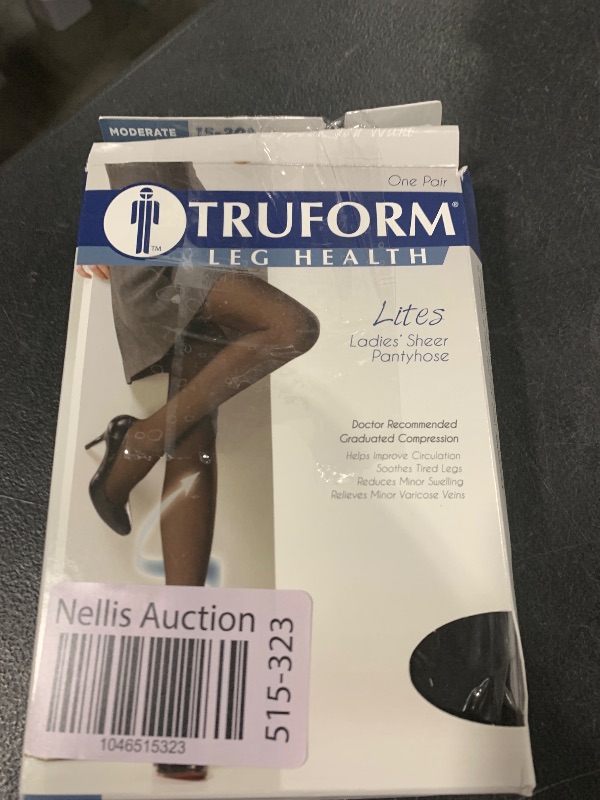 MODERATE
One Pair
TRUFORM®
TM
LEG HEALTH
Lites
Ladies' Sheer
Pantyhose
Doctor Recommended
Graduated Compression
Helps Improve Circulation
Soothes Tired Legs
Reduces Minor Swelling
Relieves Minor Varicose Veins
Nellis Auction
1046515323
515-323